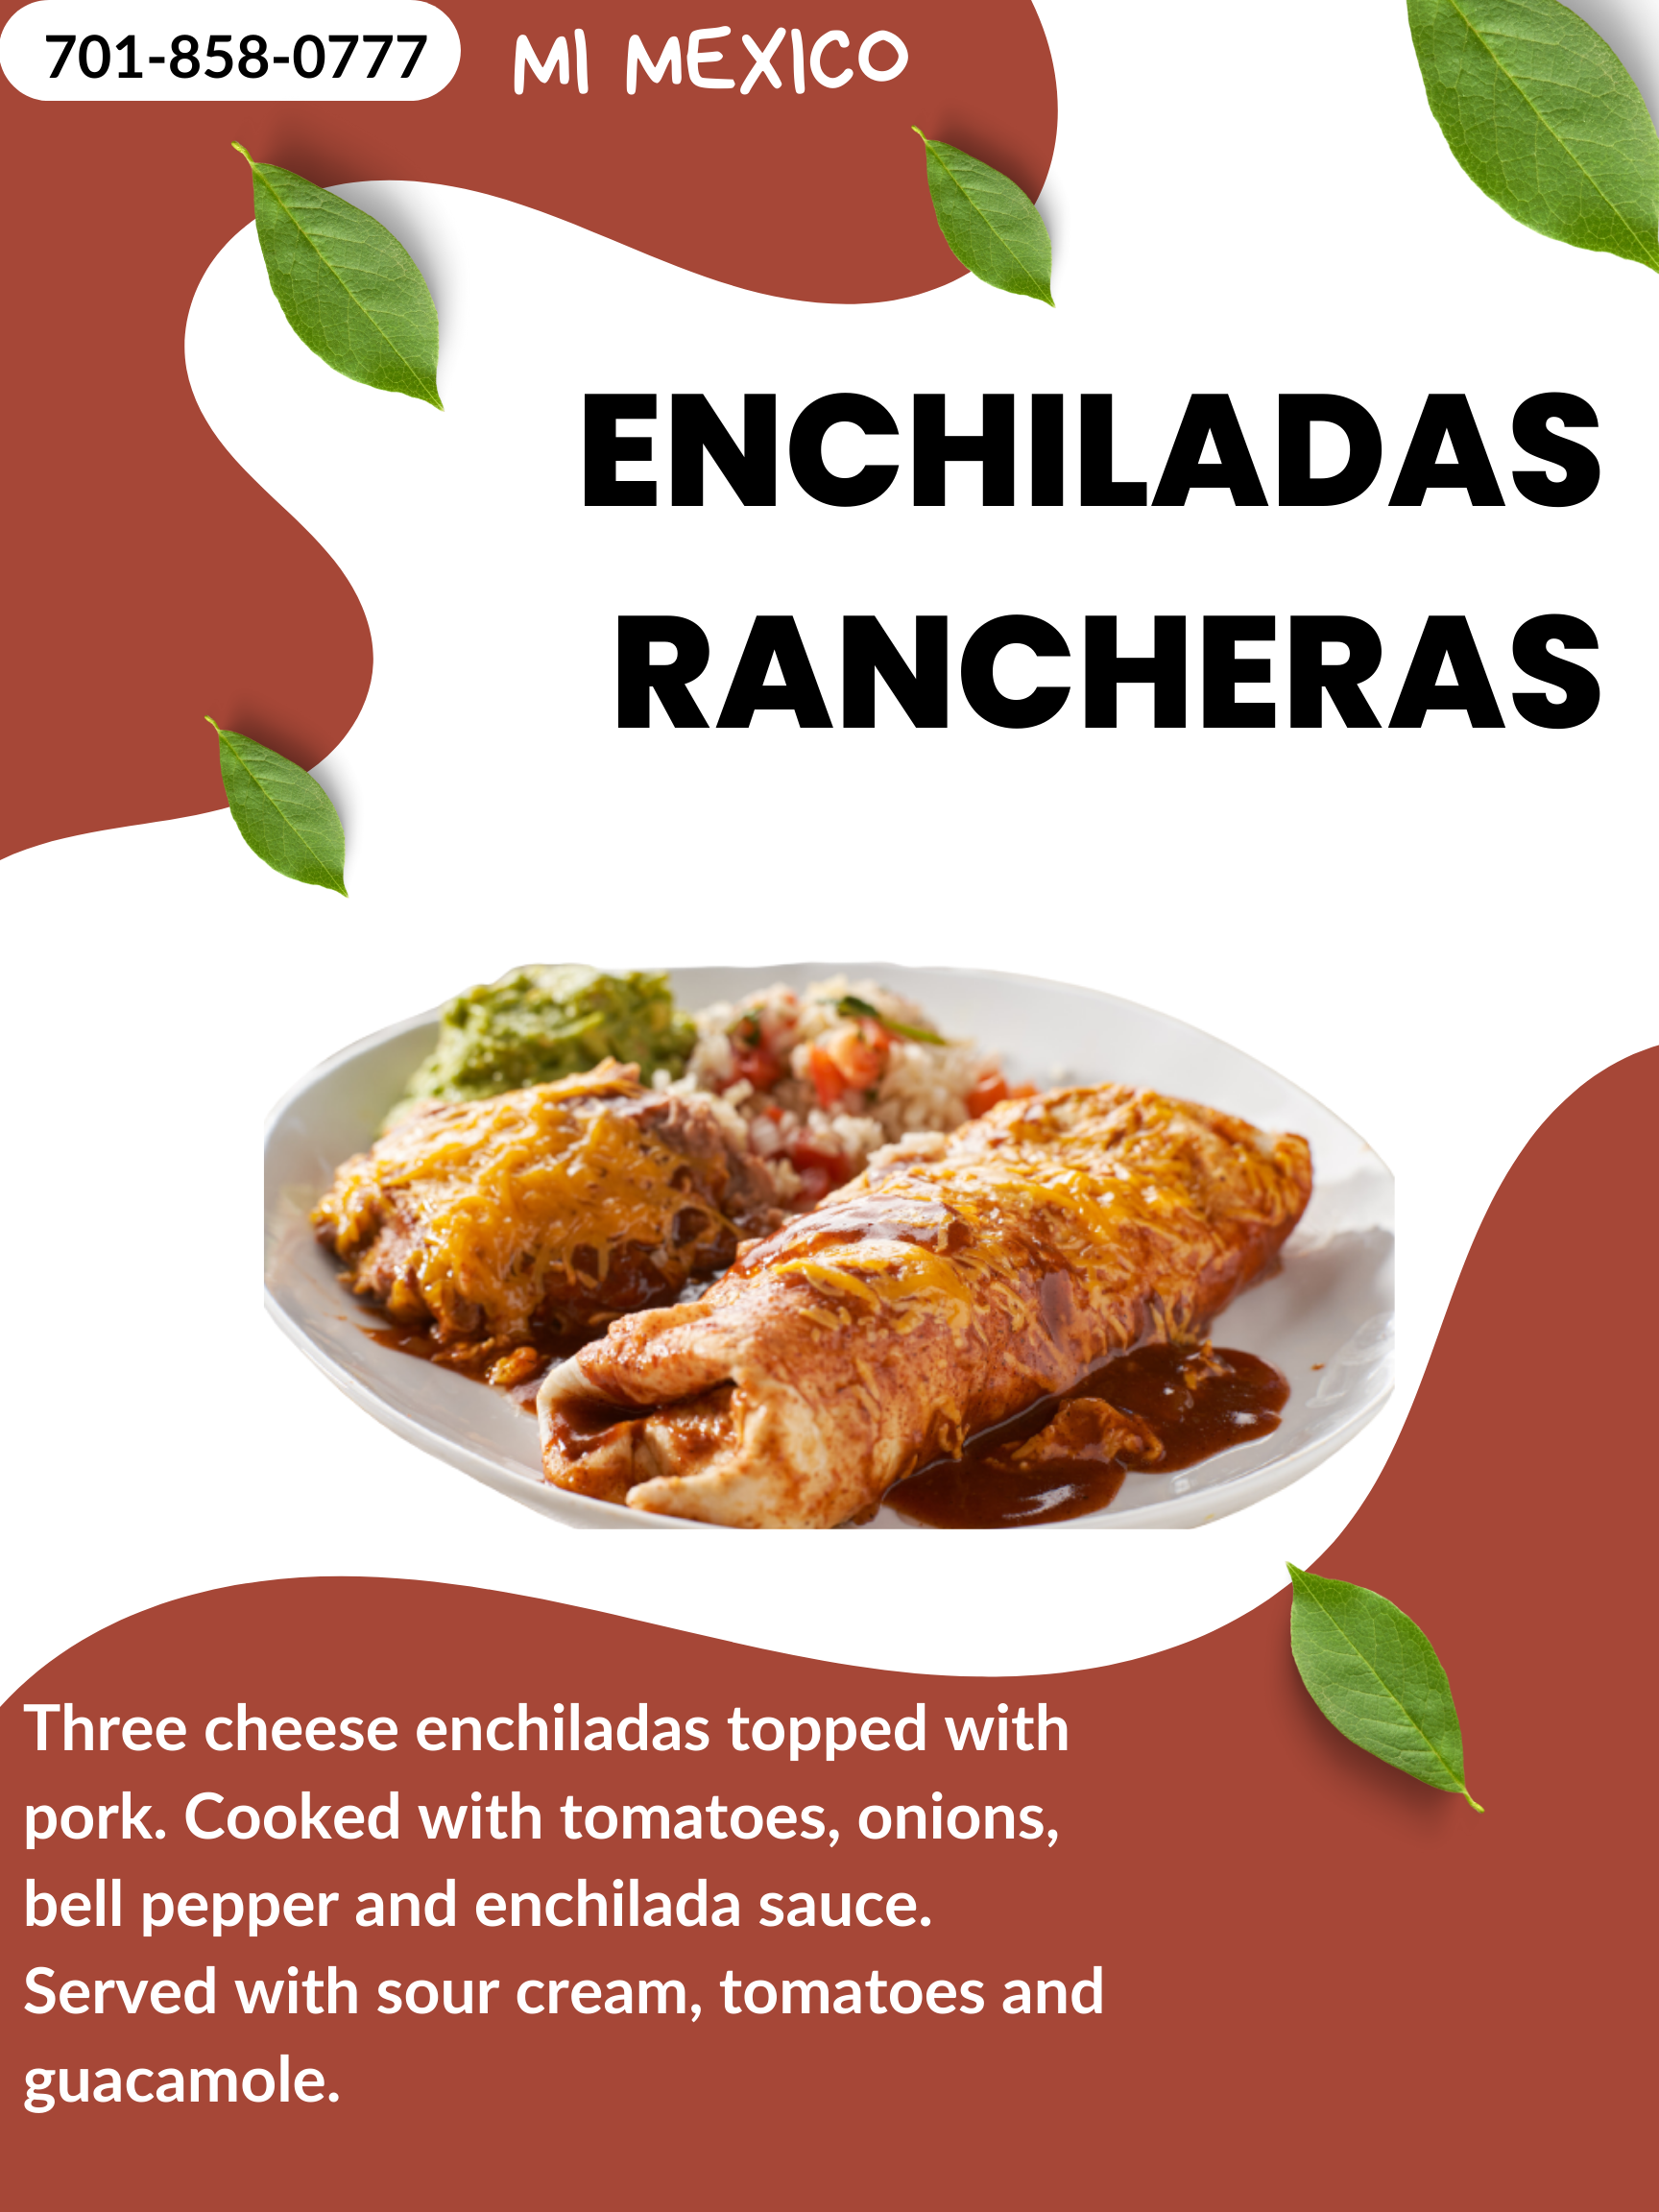 701-858-0777
MI MEXICO
ENCHILADAS
RANCHERAS
Three cheese enchiladas topped with
pork. Cooked with tomatoes, onions,
bell pepper and enchilada sauce.
Served with sour cream, tomatoes and
guacamole.